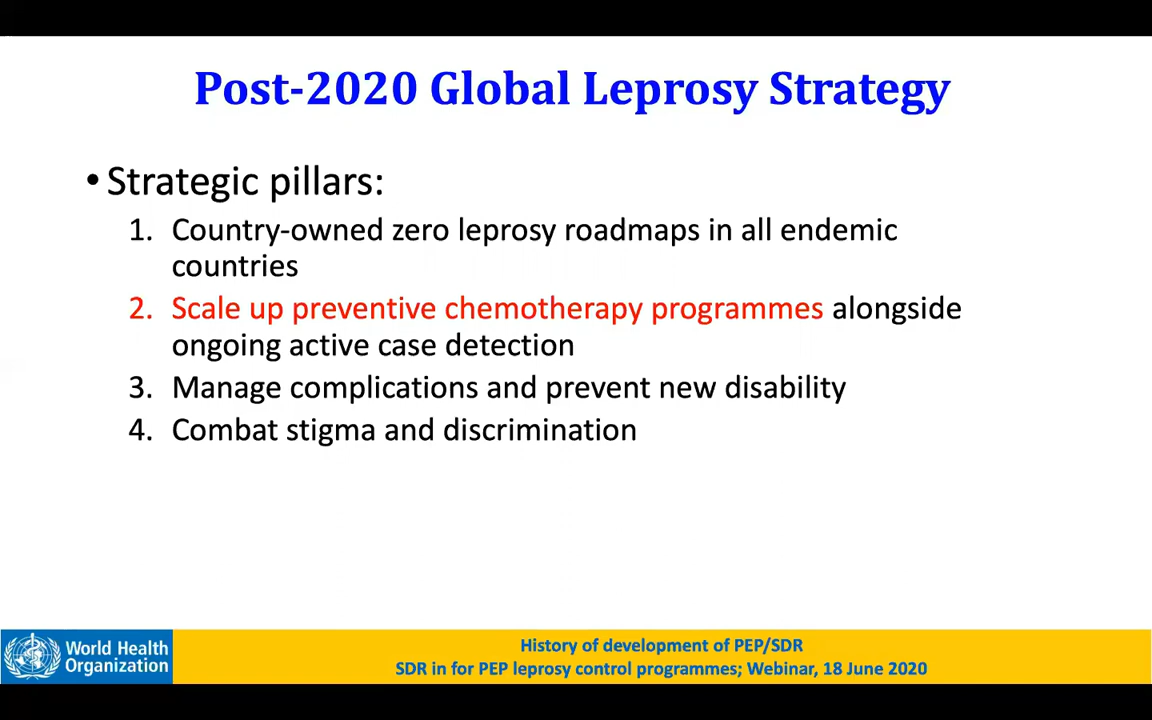 Post-2020 Global Leprosy Strategy
• Strategic pillars:
1. Country-owned zero leprosy roadmaps in all endemic
countries
2. Scale up preventive chemotherapy programmes alongside
ongoing active case detection
3. Manage complications and prevent new disability
4. Combat stigma and discrimination
World Health
Organization
History of development of PEP/SDR
SDR in for PEP leprosy control programmes; Webinar, 18 June 2020